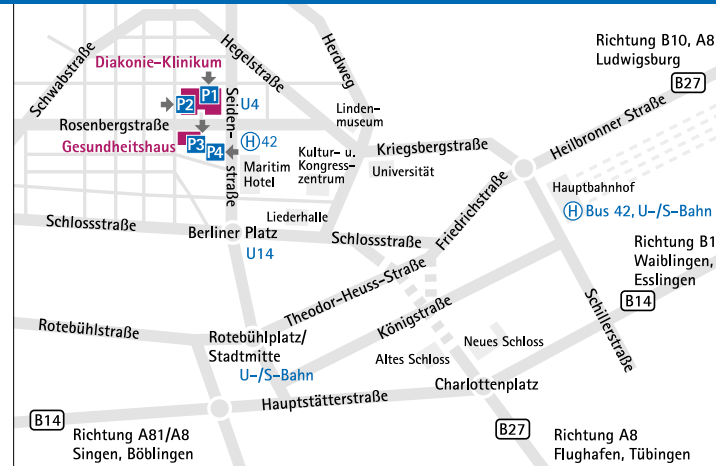 Schwabstraße
Hegelstraße
Herdweg
Richtung B10, A8
Ludwigsburg
B27
Diakonie-Klinikum
P1
P2
Seiden-
straße
U4
Linden-
museum
Heilbronner Straße
Rosenbergstraße
H 42
Gesundheitshaus
P3
P4
Maritim
Hotel
Kultur- u.
Kongress-
zentrum
Kriegsbergstraße
Universität
Hauptbahnhof
H Bus 42, U-/S-Bahn
Friedrichstraße
Schlossstraße
Liederhalle
Berliner Platz
U14
Schlossstraße
Richtung B1
Waiblingen,
Esslingen
B14
Theodor-Heuss-Straße
Königstraße
Schillerstraße
Rotebühlstraße
Rotebühlplatz/
Stadtmitte
U-/S-Bahn
Neues Schloss
Altes Schloss
Charlottenplatz
Hauptstätterstraße
B14
Richtung A81/A8
Singen, Böblingen
B27
Richtung A8
Flughafen, Tübingen